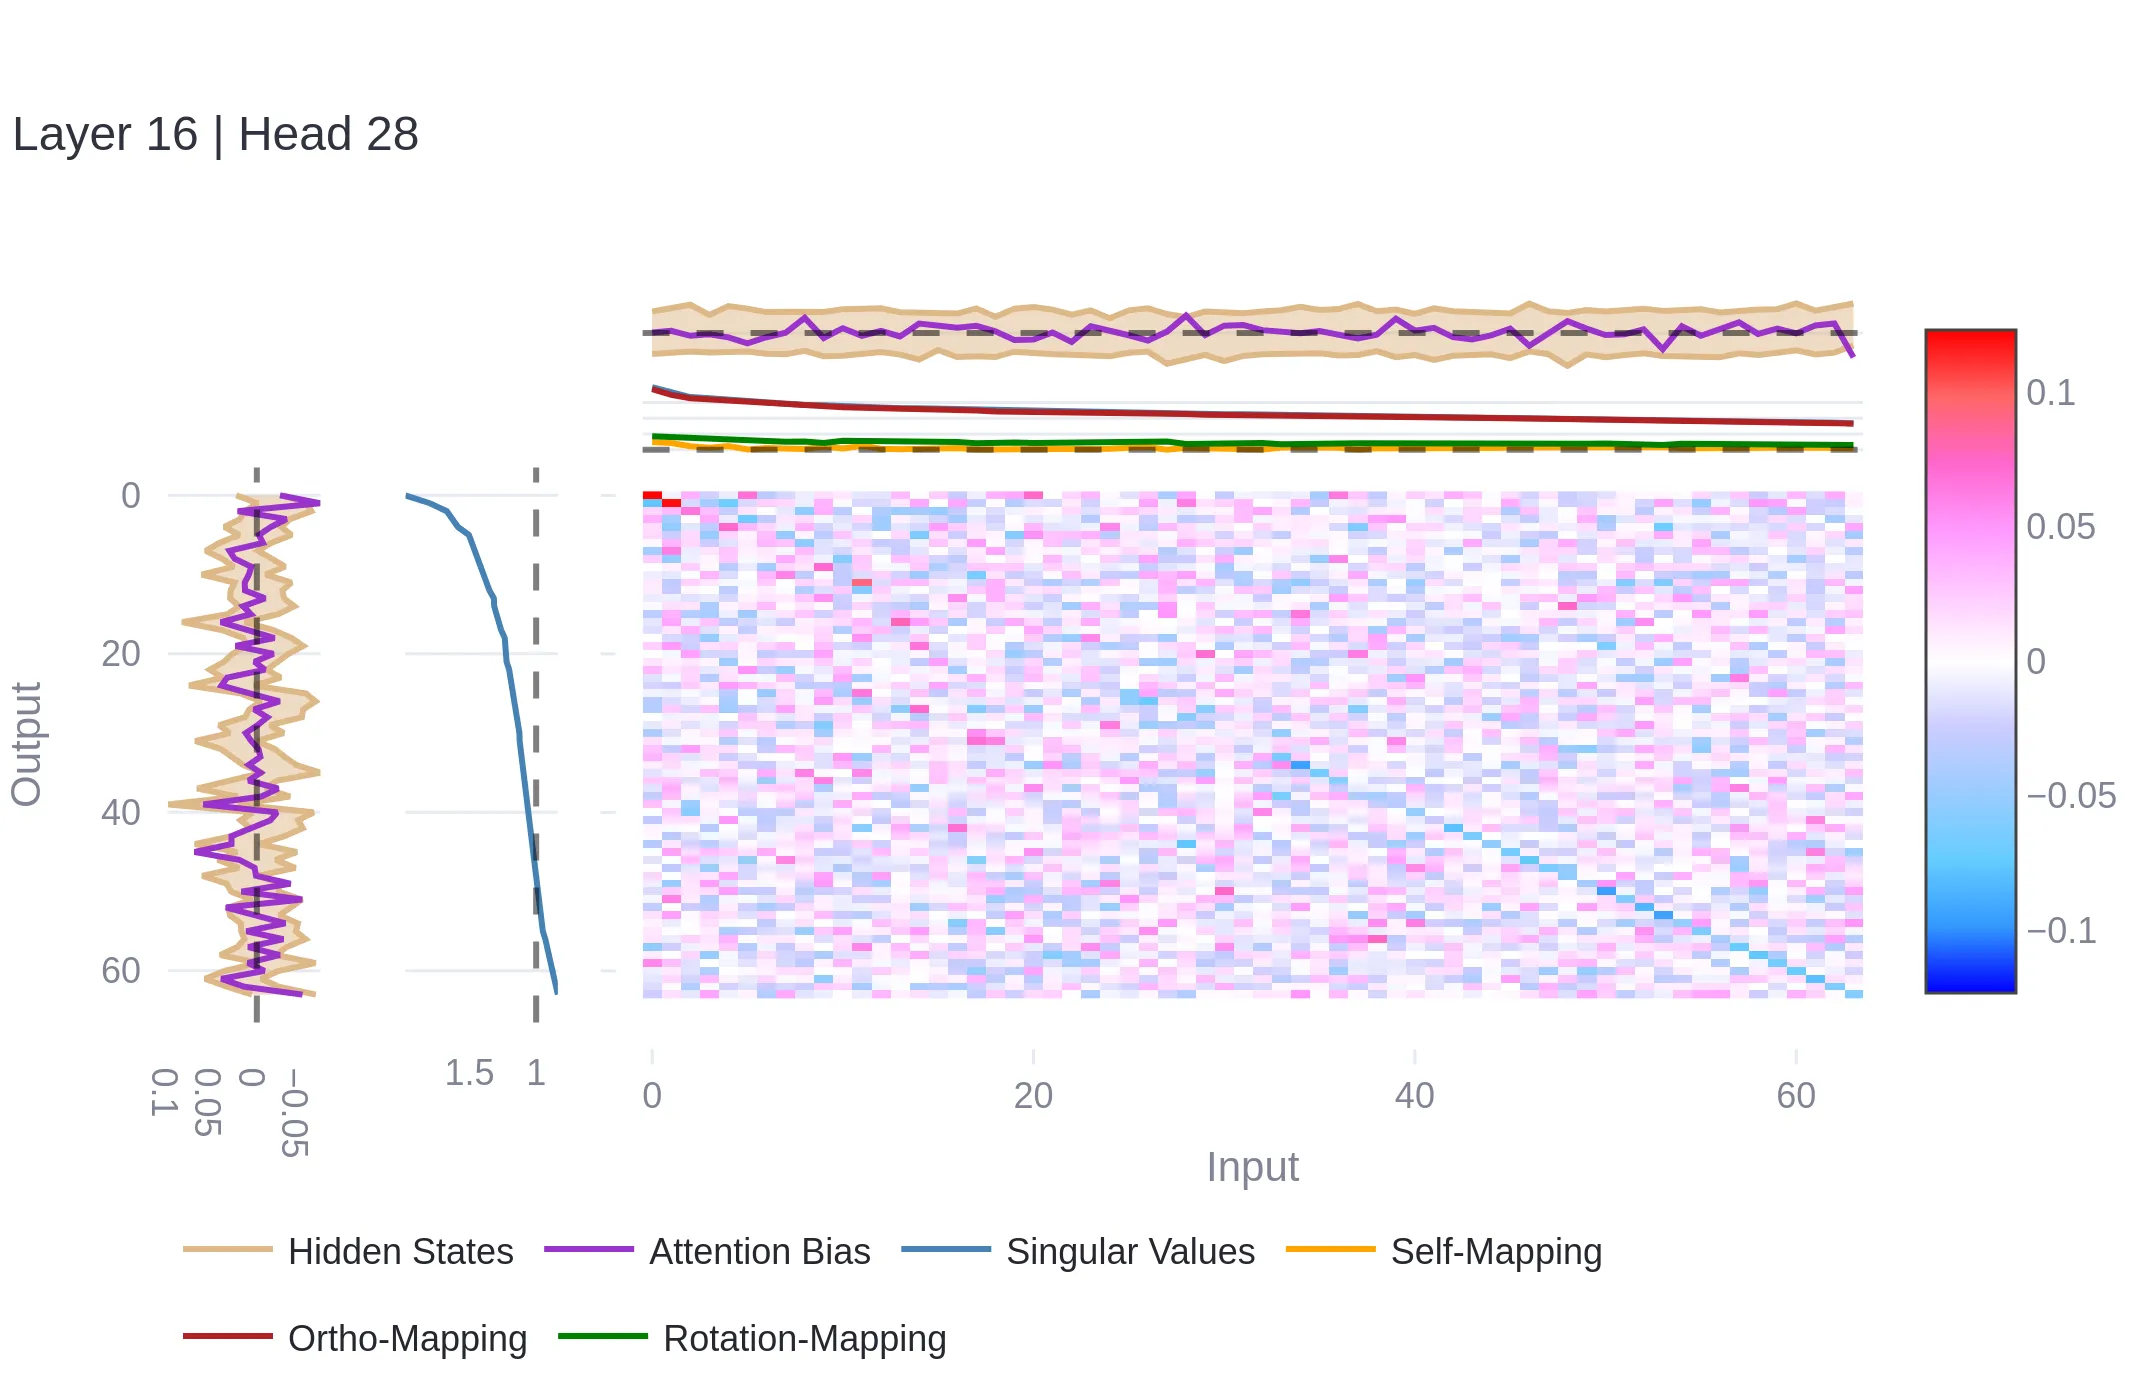 Layer 16 | Head 28
0.1
0.05
0
−0.05
−0.1
Output
0
20
40
60
0.1
0.05
0
−0.05
1.5
1
0
20
40
60
Input
Hidden States
Attention Bias
Singular Values
Self-Mapping
Ortho-Mapping
Rotation-Mapping